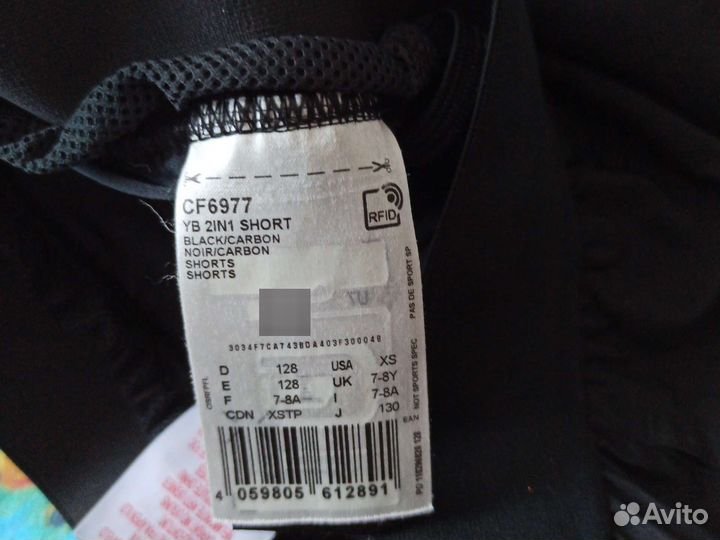 CF6977
YB 2IN1 SHORT
BLACK/CARBON
NOIR/CARBON
SHORTS
SHORTS
RFID
3034F7CA743BDA403F300048
D 128 USA XS
E 128 UK 7-8Y
F 7-8A I 7-8A
CDN XSTP J 130
EAN
4 059805 612891
PAS DE SPORT SP
NOT SPORTS SPEC
Avito